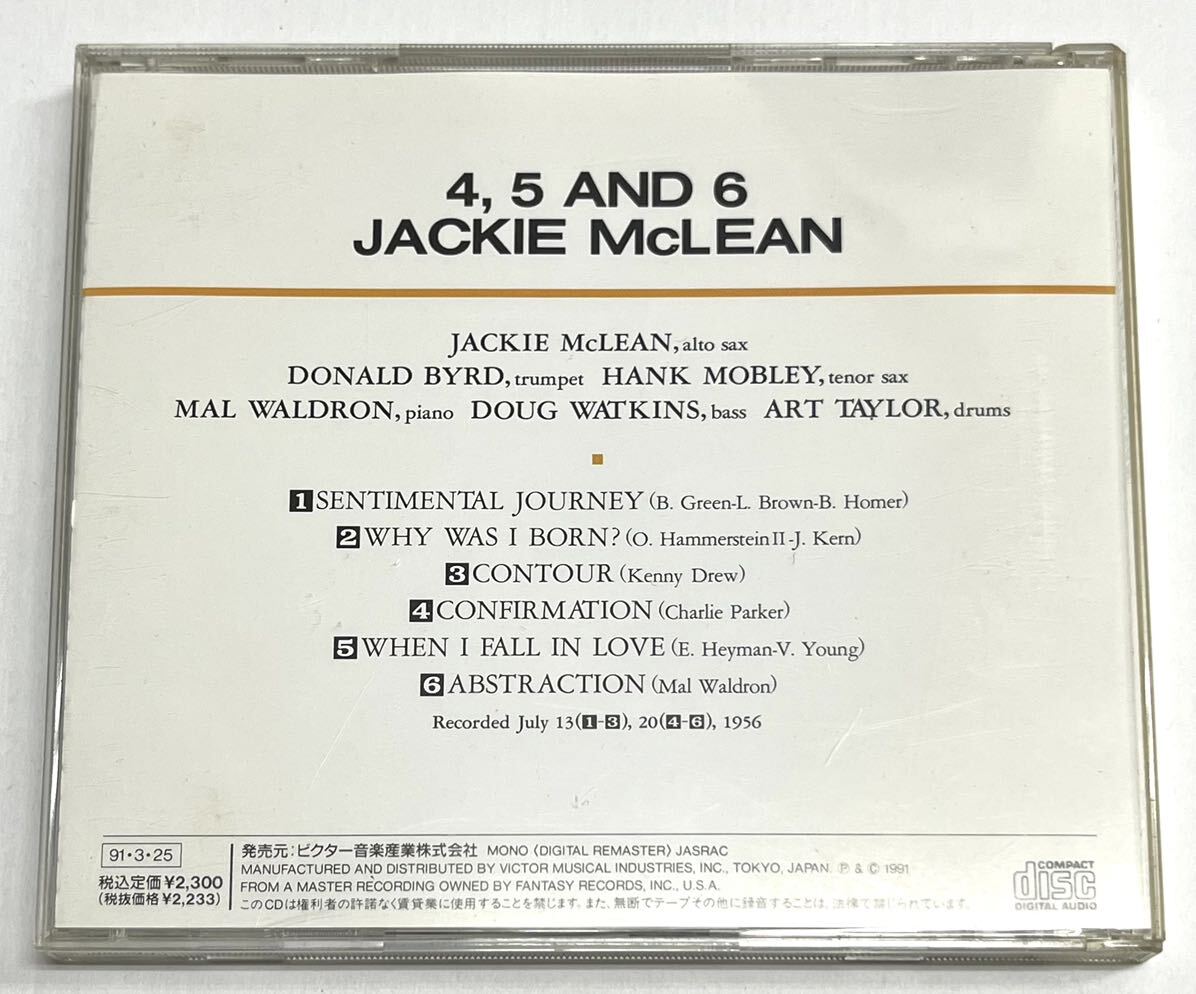 4, 5 AND 6
JACKIE McLEAN
JACKIE McLEAN, alto sax
DONALD BYRD, trumpet HANK MOBLEY, tenor sax
MAL WALDRON, piano DOUG WATKINS, bass ART TAYLOR, drums
1 SENTIMENTAL JOURNEY (B. Green-L. Brown-B. Homer)
2 WHY WAS I BORN? (O. Hammerstein II-J. Kern)
3 CONTOUR (Kenny Drew)
4 CONFIRMATION (Charlie Parker)
5 WHEN I FALL IN LOVE (E. Heyman-V. Young)
6 ABSTRACTION (Mal Waldron)
Recorded July 13(1-3), 20(4-6), 1956
91・3・25
税込定価¥2,300
(税抜価格¥2,233)
発売元:ビクター音楽産業株式会社 MONO 〈DIGITAL REMASTER〉 JASRAC
MANUFACTURED AND DISTRIBUTED BY VICTOR MUSICAL INDUSTRIES, INC., TOKYO, JAPAN. ℗ & © 1991
FROM A MASTER RECORDING OWNED BY FANTASY RECORDS, INC., U.S.A.
このCDは権利者の許諾なく賃貸業に使用することを禁じます。また、無断でテープその他に録音することは、法律で禁じられています。
COMPACT
disc
DIGITAL AUDIO